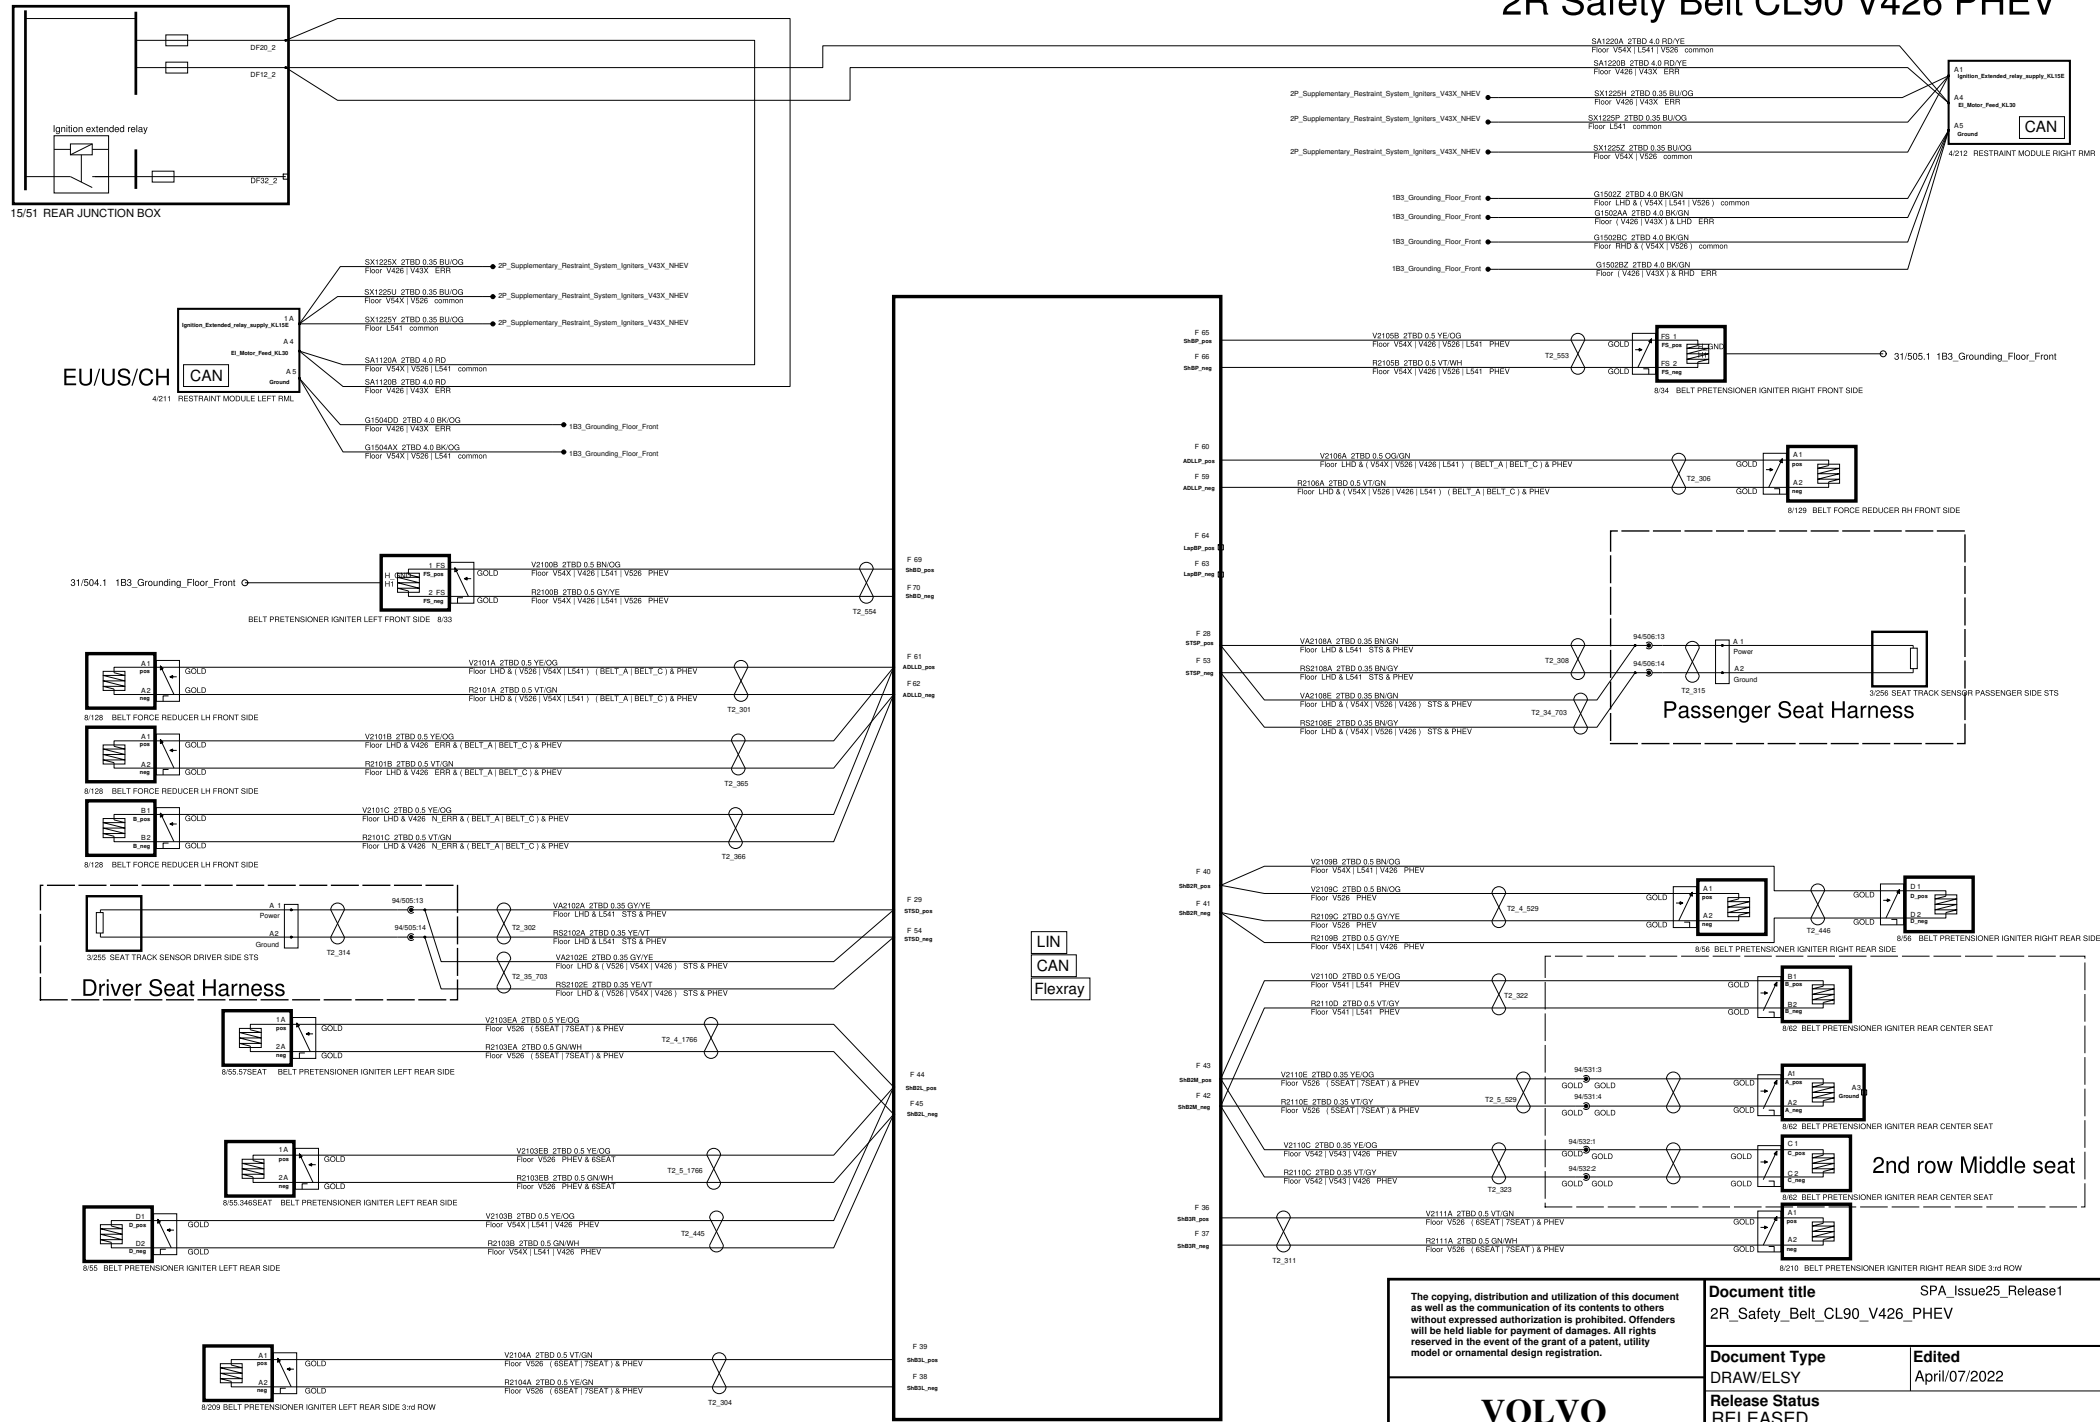 2R Safety Belt CL90 V426 PHEV
DF20_2
DF12_2
Ignition extended relay
DF32_2
15/51 REAR JUNCTION BOX
SA1220A 2TBD 4.0 RD/YE
Floor V54X | L541 | V526 common
SA1220B 2TBD 4.0 RD/YE
Floor V426 | V43X ERR
2P_Supplementary_Restraint_System_Igniters_V43X_NHEV
SX1225H 2TBD 0.35 BU/OG
Floor V426 | V43X ERR
2P_Supplementary_Restraint_System_Igniters_V43X_NHEV
SX1225P 2TBD 0.35 BU/OG
Floor L541 common
2P_Supplementary_Restraint_System_Igniters_V43X_NHEV
SX1225Z 2TBD 0.35 BU/OG
Floor V54X | V526 common
1B3_Grounding_Floor_Front
G1502Z 2TBD 4.0 BK/GN
Floor LHD & ( V54X | L541 | V526 ) common
1B3_Grounding_Floor_Front
G1502AA 2TBD 4.0 BK/GN
Floor ( V426 | V43X ) & LHD ERR
1B3_Grounding_Floor_Front
G1502BC 2TBD 4.0 BK/GN
Floor RHD & ( V54X | V526 ) common
1B3_Grounding_Floor_Front
G1502BZ 2TBD 4.0 BK/GN
Floor ( V426 | V43X ) & RHD ERR
A1
Ignition_Extended_relay_supply_KL15E
A4
El_Motor_Feed_KL30
A5
Ground
CAN
4/212 RESTRAINT MODULE RIGHT RMR
SX1225X 2TBD 0.35 BU/OG
Floor V426 | V43X ERR
2P_Supplementary_Restraint_System_Igniters_V43X_NHEV
SX1225U 2TBD 0.35 BU/OG
Floor V54X | V526 common
2P_Supplementary_Restraint_System_Igniters_V43X_NHEV
SX1225Y 2TBD 0.35 BU/OG
Floor L541 common
2P_Supplementary_Restraint_System_Igniters_V43X_NHEV
1 A
Ignition_Extended_relay_supply_KL15E
A 4
El_Motor_Feed_KL30
A 5
Ground
EU/US/CH
CAN
4/211 RESTRAINT MODULE LEFT RML
SA1120A 2TBD 4.0 RD
Floor V54X | V526 | L541 common
SA1120B 2TBD 4.0 RD
Floor V426 | V43X ERR
G1504DD 2TBD 4.0 BK/OG
Floor V426 | V43X ERR
1B3_Grounding_Floor_Front
G1504AX 2TBD 4.0 BK/OG
Floor V54X | V526 | L541 common
1B3_Grounding_Floor_Front
31/504.1 1B3_Grounding_Floor_Front
H1
1 FS
FS_pos
2 FS
FS_neg
GOLD
GOLD
V2100B 2TBD 0.5 BN/OG
Floor V54X | V426 | L541 | V526 PHEV
R2100B 2TBD 0.5 GY/YE
Floor V54X | V426 | L541 | V526 PHEV
T2_554
BELT PRETENSIONER IGNITER LEFT FRONT SIDE 8/33
F 69
ShBD_pos
F 70
ShBD_neg
A1
pos
A2
neg
GOLD
GOLD
V2101A 2TBD 0.5 YE/OG
Floor LHD & ( V526 | V54X | L541 ) ( BELT_A | BELT_C ) & PHEV
R2101A 2TBD 0.5 VT/GN
Floor LHD & ( V526 | V54X | L541 ) ( BELT_A | BELT_C ) & PHEV
T2_301
8/128 BELT FORCE REDUCER LH FRONT SIDE
F 61
ADLLD_pos
F 62
ADLLD_neg
A1
pos
A2
neg
GOLD
GOLD
V2101B 2TBD 0.5 YE/OG
Floor LHD & V426 ERR & ( BELT_A | BELT_C ) & PHEV
R2101B 2TBD 0.5 VT/GN
Floor LHD & V426 ERR & ( BELT_A | BELT_C ) & PHEV
T2_365
8/128 BELT FORCE REDUCER LH FRONT SIDE
B1
B_pos
B2
B_neg
GOLD
GOLD
V2101C 2TBD 0.5 YE/OG
Floor LHD & V426 N_ERR & ( BELT_A | BELT_C ) & PHEV
R2101C 2TBD 0.5 VT/GN
Floor LHD & V426 N_ERR & ( BELT_A | BELT_C ) & PHEV
T2_366
8/128 BELT FORCE REDUCER LH FRONT SIDE
A 1
Power
A2
Ground
T2_314
94/505:13
94/505:14
VA2102A 2TBD 0.35 GY/YE
Floor LHD & L541 STS & PHEV
RS2102A 2TBD 0.35 YE/VT
Floor LHD & L541 STS & PHEV
T2_302
VA2102E 2TBD 0.35 GY/YE
Floor LHD & ( V526 | V54X | V426 ) STS & PHEV
RS2102E 2TBD 0.35 YE/VT
Floor LHD & ( V526 | V54X | V426 ) STS & PHEV
T2_35_703
3/255 SEAT TRACK SENSOR DRIVER SIDE STS
Driver Seat Harness
F 29
STSD_pos
F 54
STSD_neg
1A
pos
2A
neg
GOLD
GOLD
V2103EA 2TBD 0.5 YE/OG
Floor V526 ( 5SEAT | 7SEAT ) & PHEV
R2103EA 2TBD 0.5 GN/WH
Floor V526 ( 5SEAT | 7SEAT ) & PHEV
T2_4_1766
8/55.57SEAT BELT PRETENSIONER IGNITER LEFT REAR SIDE
F 44
ShB2L_pos
F 45
ShB2L_neg
1A
pos
2A
neg
GOLD
GOLD
V2103EB 2TBD 0.5 YE/OG
Floor V526 PHEV & 6SEAT
R2103EB 2TBD 0.5 GN/WH
Floor V526 PHEV & 6SEAT
T2_5_1766
8/55.346SEAT BELT PRETENSIONER IGNITER LEFT REAR SIDE
D1
D_pos
D2
D_neg
GOLD
GOLD
V2103B 2TBD 0.5 YE/OG
Floor V54X | L541 | V426 PHEV
R2103B 2TBD 0.5 GN/WH
Floor V54X | L541 | V426 PHEV
T2_445
8/55 BELT PRETENSIONER IGNITER LEFT REAR SIDE
A1
pos
A2
neg
GOLD
GOLD
V2104A 2TBD 0.5 VT/GN
Floor V526 ( 6SEAT | 7SEAT ) & PHEV
R2104A 2TBD 0.5 YE/GN
Floor V526 ( 6SEAT | 7SEAT ) & PHEV
T2_304
8/209 BELT PRETENSIONER IGNITER LEFT REAR SIDE 3:rd ROW
F 39
ShB3L_pos
F 38
ShB3L_neg
LIN
CAN
Flexray
F 65
ShBP_pos
F 66
ShBP_neg
V2105B 2TBD 0.5 YE/OG
Floor V54X | V426 | V526 | L541 PHEV
R2105B 2TBD 0.5 VT/WH
Floor V54X | V426 | V526 | L541 PHEV
T2_553
GOLD
GOLD
FS 1
FS_pos
FS 2
FS_neg
31/505.1 1B3_Grounding_Floor_Front
8/34 BELT PRETENSIONER IGNITER RIGHT FRONT SIDE
F 60
ADLLP_pos
F 59
ADLLP_neg
V2106A 2TBD 0.5 OG/GN
Floor LHD & ( V54X | V526 | V426 | L541 ) ( BELT_A | BELT_C ) & PHEV
R2106A 2TBD 0.5 VT/GN
Floor LHD & ( V54X | V526 | V426 | L541 ) ( BELT_A | BELT_C ) & PHEV
T2_306
GOLD
GOLD
A1
pos
A2
neg
8/129 BELT FORCE REDUCER RH FRONT SIDE
F 64
LapBP_pos
F 63
LapBP_neg
F 28
STSP_pos
F 53
STSP_neg
VA2108A 2TBD 0.35 BN/GN
Floor LHD & L541 STS & PHEV
RS2108A 2TBD 0.35 BN/GY
Floor LHD & L541 STS & PHEV
T2_308
VA2108E 2TBD 0.35 BN/GN
Floor LHD & ( V54X | V526 | V426 ) STS & PHEV
RS2108E 2TBD 0.35 BN/GY
Floor LHD & ( V54X | V526 | V426 ) STS & PHEV
T2_34_703
94/506:13
94/506:14
T2_315
A 1
Power
A2
Ground
3/256 SEAT TRACK SENSOR PASSENGER SIDE STS
Passenger Seat Harness
F 40
ShB2R_pos
F 41
ShB2R_neg
V2109B 2TBD 0.5 BN/OG
Floor V54X | L541 | V426 PHEV
V2109C 2TBD 0.5 BN/OG
Floor V526 PHEV
R2109C 2TBD 0.5 GY/YE
Floor V526 PHEV
R2109B 2TBD 0.5 GY/YE
Floor V54X | L541 | V426 PHEV
T2_4_529
GOLD
GOLD
A1
pos
A2
neg
8/56 BELT PRETENSIONER IGNITER RIGHT REAR SIDE
T2_446
GOLD
GOLD
D 1
D_pos
D 2
D_neg
8/56 BELT PRETENSIONER IGNITER RIGHT REAR SIDE
V2110D 2TBD 0.5 YE/OG
Floor V541 | L541 PHEV
R2110D 2TBD 0.5 VT/GY
Floor V541 | L541 PHEV
T2_322
GOLD
GOLD
B1
B_pos
B2
B_neg
8/62 BELT PRETENSIONER IGNITER REAR CENTER SEAT
F 43
ShB2M_pos
F 42
ShB2M_neg
V2110E 2TBD 0.35 YE/OG
Floor V526 ( 5SEAT | 7SEAT ) & PHEV
R2110E 2TBD 0.35 VT/GY
Floor V526 ( 5SEAT | 7SEAT ) & PHEV
T2_5_529
94/531:3
GOLD GOLD
94/531:4
GOLD GOLD
GOLD
GOLD
A1
A_pos
A2
A_neg
A3
Ground
8/62 BELT PRETENSIONER IGNITER REAR CENTER SEAT
V2110C 2TBD 0.35 YE/OG
Floor V542 | V543 | V426 PHEV
R2110C 2TBD 0.35 VT/GY
Floor V542 | V543 | V426 PHEV
T2_323
94/532:1
GOLD GOLD
94/532:2
GOLD GOLD
GOLD
GOLD
C 1
C_pos
C 2
C_neg
2nd row Middle seat
8/62 BELT PRETENSIONER IGNITER REAR CENTER SEAT
F 36
ShB3R_pos
F 37
ShB3R_neg
T2_311
V2111A 2TBD 0.5 VT/GN
Floor V526 ( 6SEAT | 7SEAT ) & PHEV
R2111A 2TBD 0.5 GN/WH
Floor V526 ( 6SEAT | 7SEAT ) & PHEV
GOLD
GOLD
A1
pos
A2
neg
8/210 BELT PRETENSIONER IGNITER RIGHT REAR SIDE 3:rd ROW
The copying, distribution and utilization of this document
as well as the communication of its contents to others
without expressed authorization is prohibited. Offenders
will be held liable for payment of damages. All rights
reserved in the event of the grant of a patent, utility
model or ornamental design registration.
VOLVO
Document title SPA_Issue25_Release1
2R_Safety_Belt_CL90_V426_PHEV
Document Type
DRAW/ELSY
Edited
April/07/2022
Release Status
RELEASED